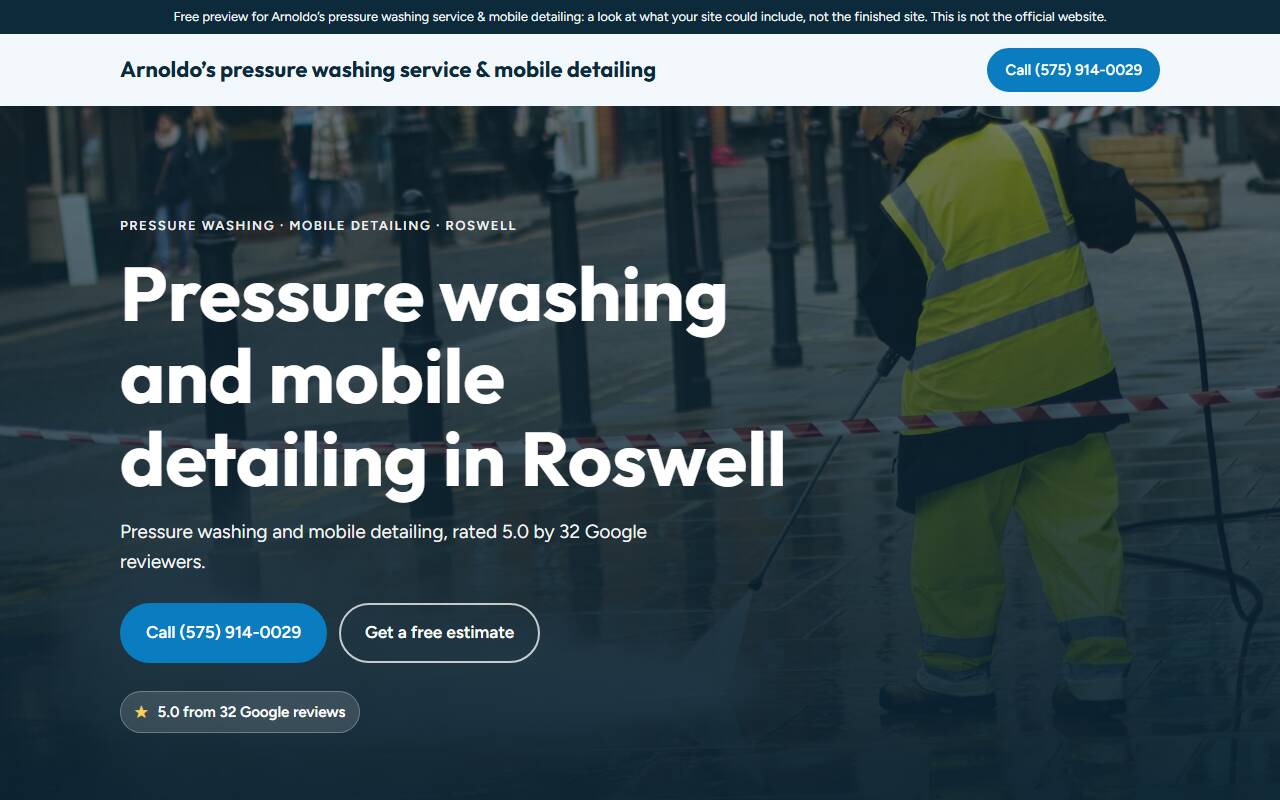 Free preview for Arnoldo’s pressure washing service & mobile detailing: a look at what your site could include, not the finished site. This is not the official website.
Arnoldo’s pressure washing service & mobile detailing
Call (575) 914-0029
PRESSURE WASHING · MOBILE DETAILING · ROSWELL
Pressure washing
and mobile
detailing in Roswell
Pressure washing and mobile detailing, rated 5.0 by 32 Google
reviewers.
Call (575) 914-0029
Get a free estimate
★ 5.0 from 32 Google reviews